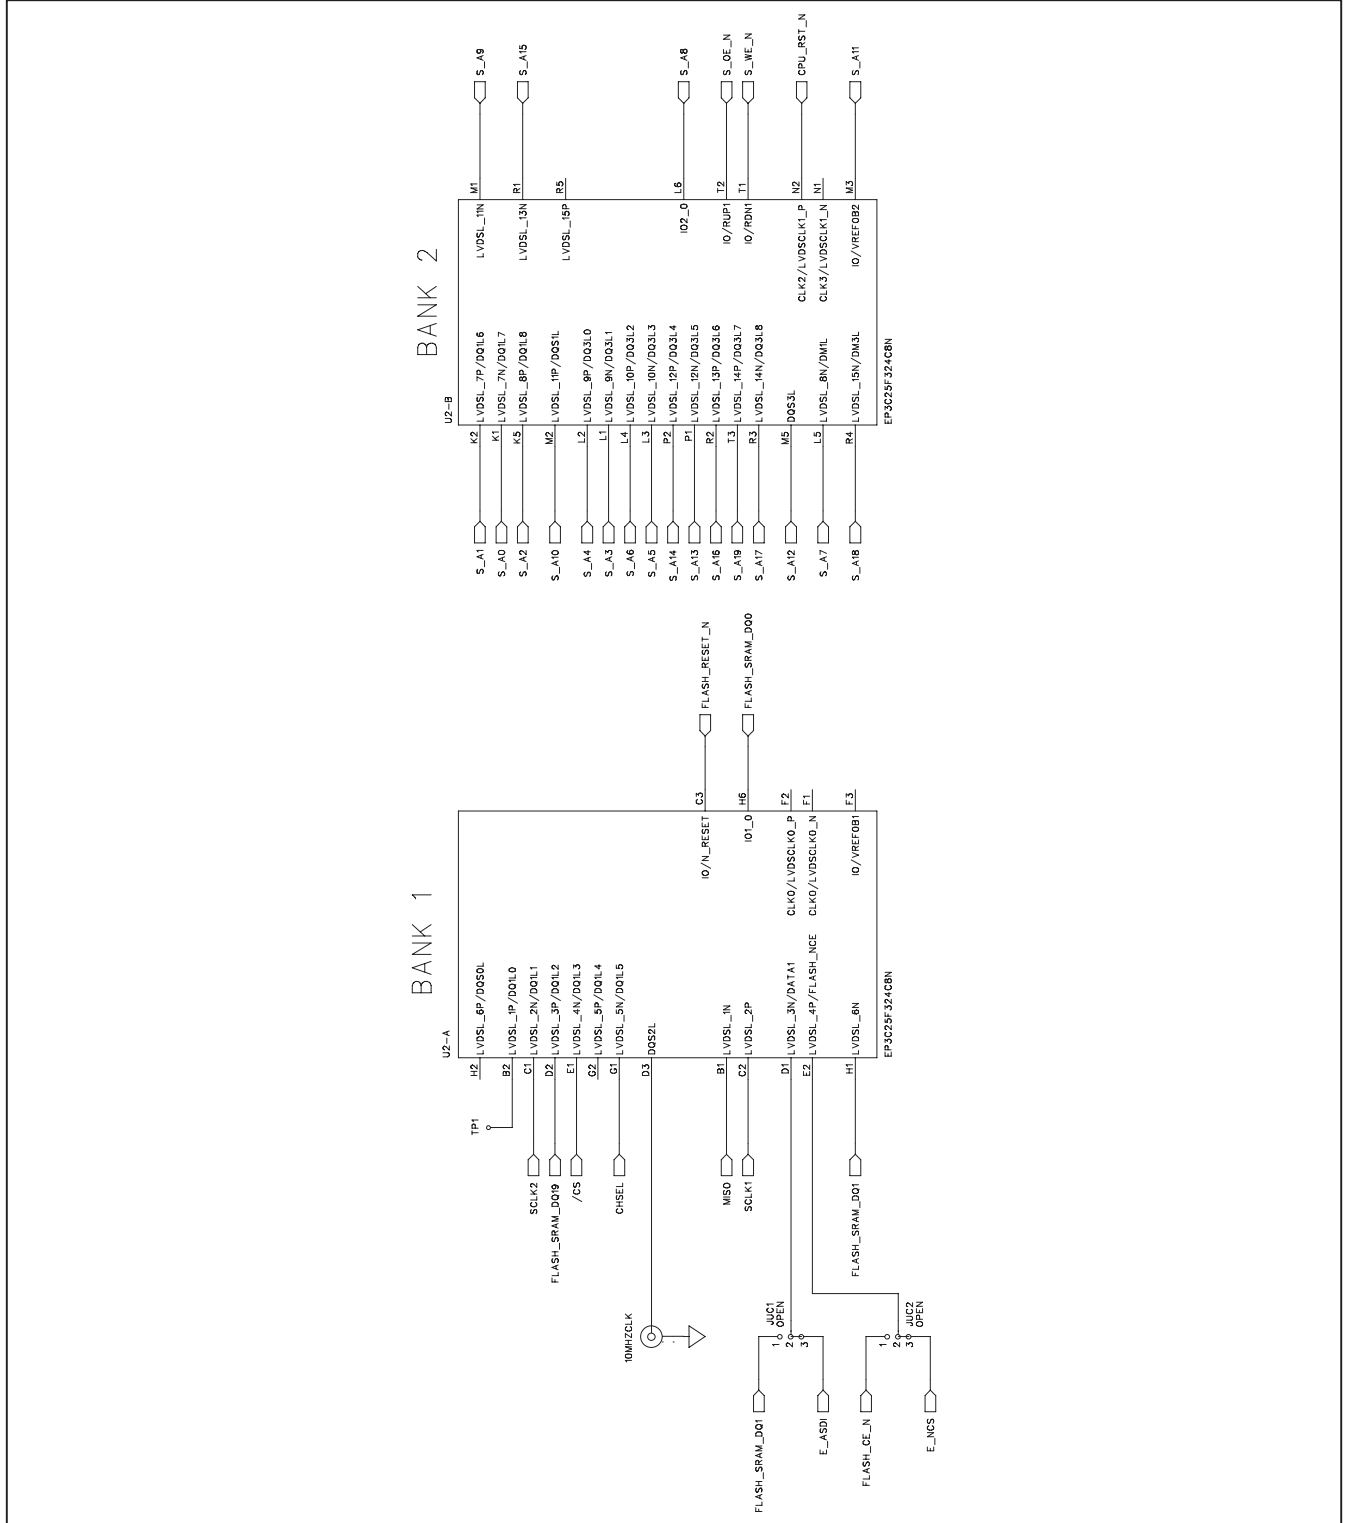 BANK 1
U2-A
H2 LVDSL_6P/DQS0L
TP1
B2 LVDSL_1P/DQ1L0
SCLK2 C1 LVDSL_2N/DQ1L1
FLASH_SRAM_DQ19 D2 LVDSL_3P/DQ1L2
/CS E1 LVDSL_4N/DQ1L3
G2 LVDSL_5P/DQ1L4
CHSEL G1 LVDSL_5N/DQ1L5
10MHZCLK D3 DQS2L
MISO B1 LVDSL_1N
SCLK1 C2 LVDSL_2P
D1 LVDSL_3N/DATA1
E2 LVDSL_4P/FLASH_NCE
FLASH_SRAM_DQ1 H1 LVDSL_6N
IO/N_RESET C3 FLASH_RESET_N
IO1_0 H6 FLASH_SRAM_DQ0
CLK0/LVDSCLK0_P F2
CLK0/LVDSCLK0_N F1
IO/VREF0B1 F3
EP3C25F324C8N
FLASH_SRAM_DQ1
JUC1
OPEN
1
2
3
E_ASDI
FLASH_CE_N
JUC2
OPEN
1
2
3
E_NCS
BANK 2
U2-B
S_A1 K2 LVDSL_7P/DQ1L6
S_A0 K1 LVDSL_7N/DQ1L7
S_A2 K5 LVDSL_8P/DQ1L8
S_A10 M2 LVDSL_11P/DQS1L
S_A4 L2 LVDSL_9P/DQ3L0
S_A3 L1 LVDSL_9N/DQ3L1
S_A6 L4 LVDSL_10P/DQ3L2
S_A5 L3 LVDSL_10N/DQ3L3
S_A14 P2 LVDSL_12P/DQ3L4
S_A13 P1 LVDSL_12N/DQ3L5
S_A16 R2 LVDSL_13P/DQ3L6
S_A19 T3 LVDSL_14P/DQ3L7
S_A17 R3 LVDSL_14N/DQ3L8
S_A12 M5 DQS3L
S_A7 L5 LVDSL_8N/DM1L
S_A18 R4 LVDSL_15N/DM3L
LVDSL_11N M1 S_A9
LVDSL_13N R1 S_A15
LVDSL_15P R5
IO2_0 L6 S_A8
IO/RUP1 T2 S_OE_N
IO/RDN1 T1 S_WE_N
CLK2/LVDSCLK1_P N2 CPU_RST_N
CLK3/LVDSCLK1_N N1
IO/VREF0B2 M3 S_A11
EP3C25F324C8N